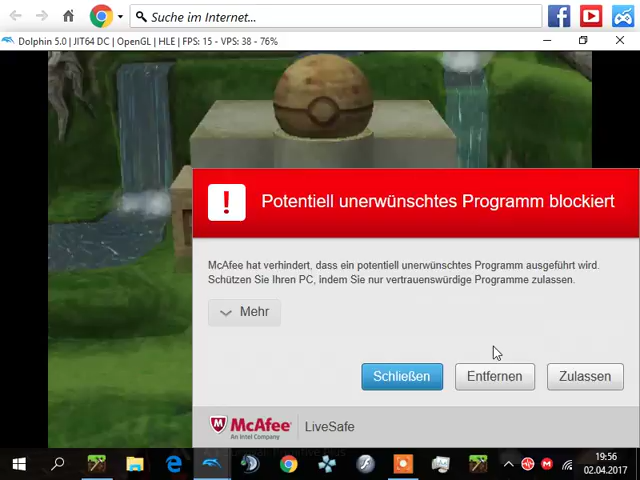 Suche im Internet...
Dolphin 5.0 | JIT64 DC | OpenGL | HLE | FPS: 15 - VPS: 38 - 76%
Potentiell unerwünschtes Programm blockiert
McAfee hat verhindert, dass ein potentiell unerwünschtes Programm ausgeführt wird.
Schützen Sie Ihren PC, indem Sie nur vertrauenswürdige Programme zulassen.
Mehr
Schließen
Entfernen
Zulassen
McAfee
An Intel Company
LiveSafe
19:56
02.04.2017